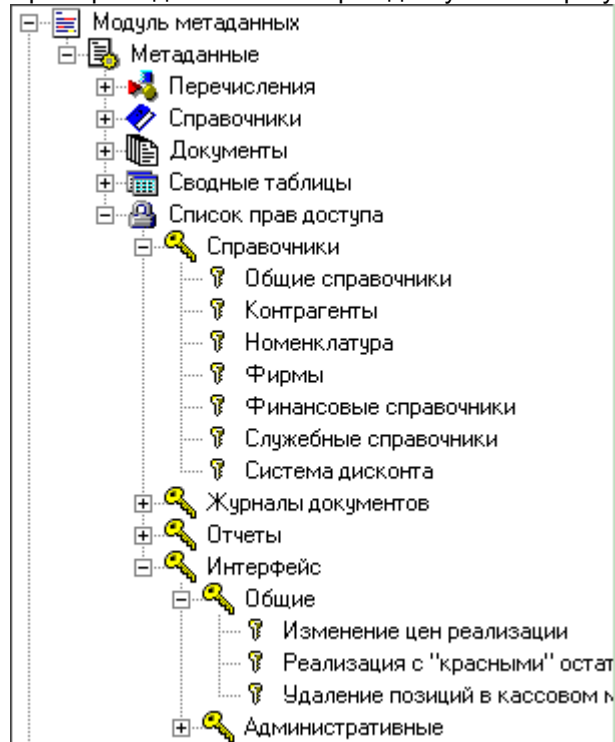 Модуль метаданных
Метаданные
Перечисления
Справочники
Документы
Сводные таблицы
Список прав доступа
Справочники
Общие справочники
Контрагенты
Номенклатура
Фирмы
Финансовые справочники
Служебные справочники
Система дисконта
Журналы документов
Отчеты
Интерфейс
Общие
Изменение цен реализации
Реализация с "красными" остат
Удаление позиций в кассовом м
Административные